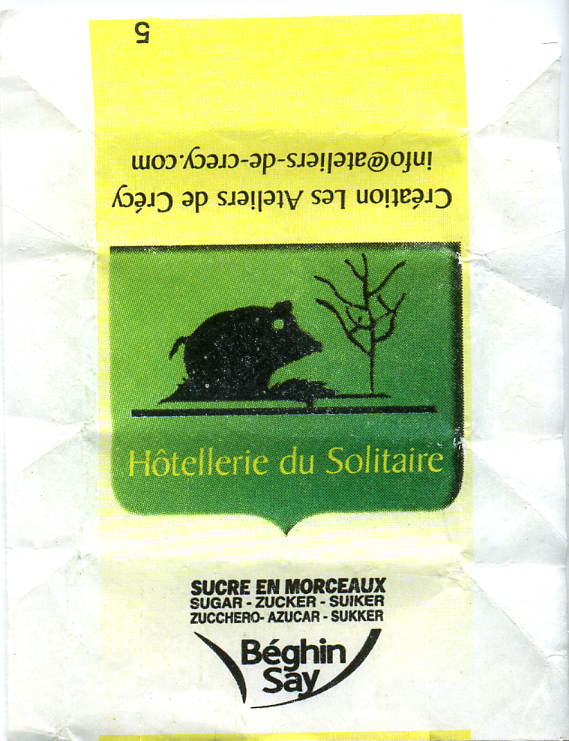 5
info@ateliers-de-crecy.com
Création Les Ateliers de Crécy
Hôtellerie du Solitaire
SUCRE EN MORCEAUX
SUGAR - ZUCKER - SUIKER
ZUCCHERO- AZUCAR - SUKKER
Béghin
Say